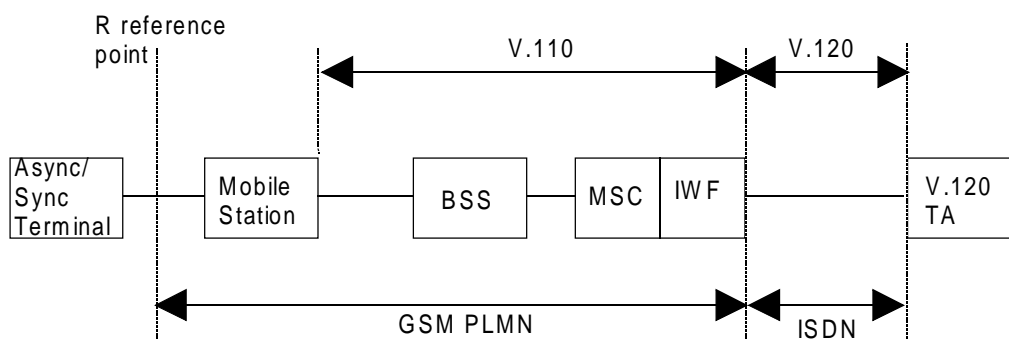 R reference
point
V.110
V.120
Async/
Sync
Terminal
Mobile
Station
BSS
MSC
IWF
V.120
TA
GSM PLMN
ISDN